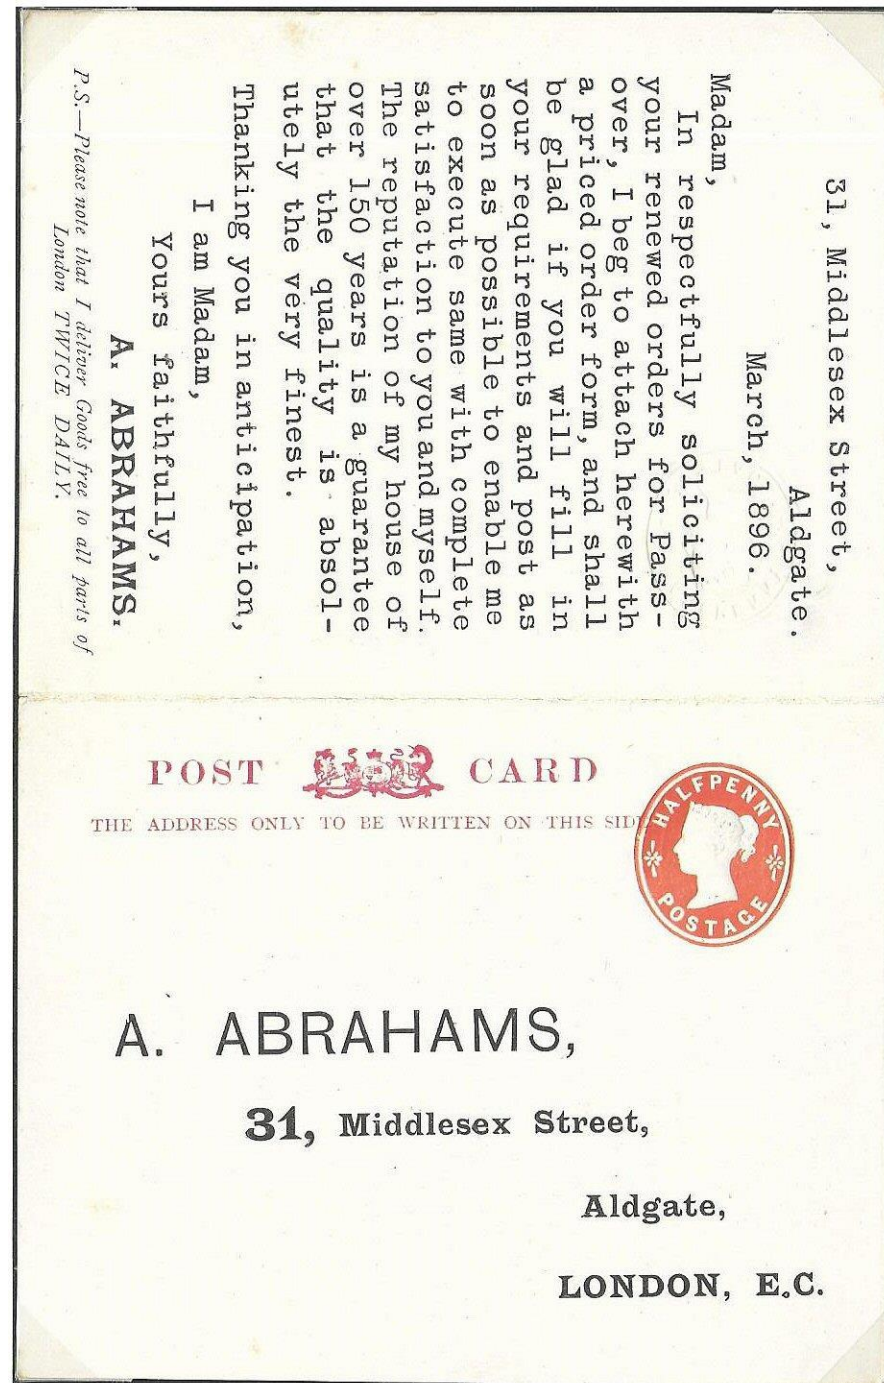 31, Middlesex Street,
Aldgate.
March, 1896.
Madam,
In respectfully soliciting
your renewed orders for Pass-
over, I beg to attach herewith
a priced order form, and shall
be glad if you will fill in
your requirements and post as
soon as possible to enable me
to execute same with complete
satisfaction to you and myself.
The reputation of my house of
over 150 years is a guarantee
that the quality is absol-
utely the very finest.
Thanking you in anticipation,
I am Madam,
Yours faithfully,
A. ABRAHAMS.
P.S.—Please note that I deliver Goods free to all parts of
London TWICE DAILY.
POST CARD
THE ADDRESS ONLY TO BE WRITTEN ON THIS SIDE
HALFPENNY
POSTAGE
A. ABRAHAMS,
31, Middlesex Street,
Aldgate,
LONDON, E.C.